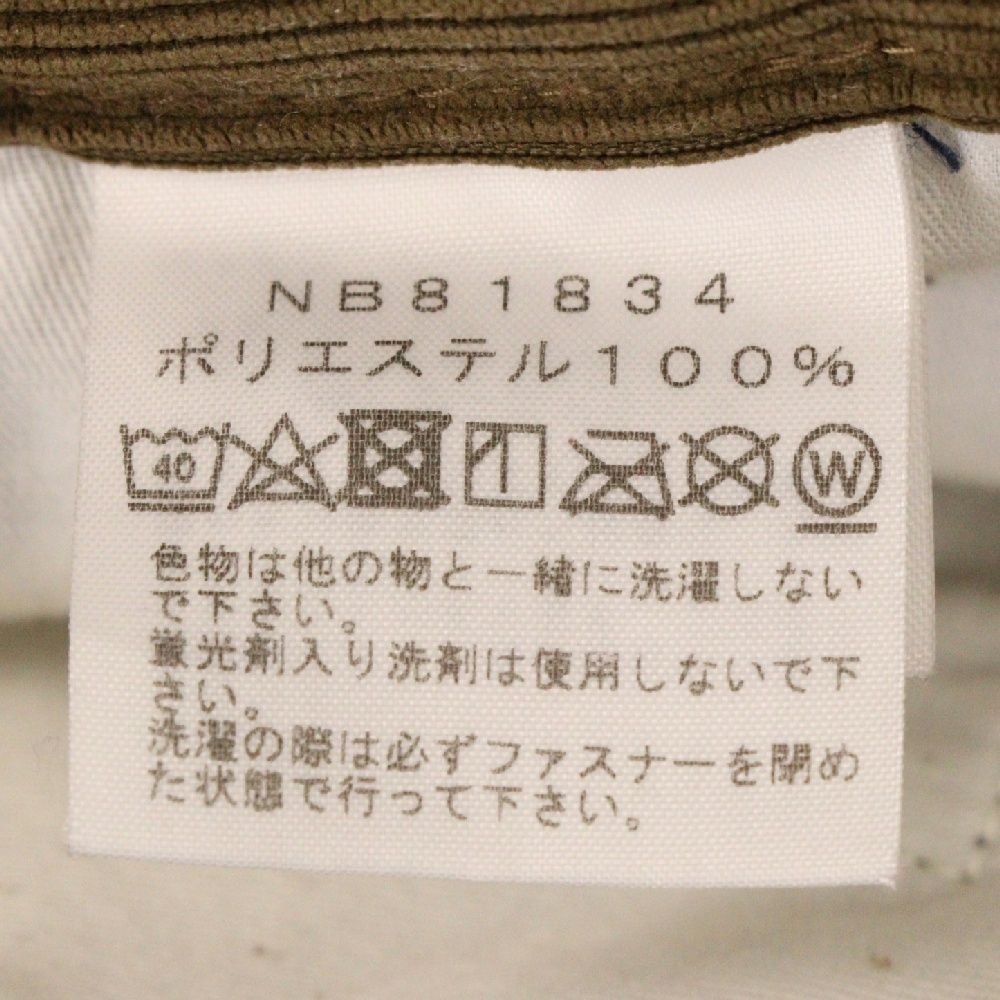 NB81834
ポリエステル100%
40
W
色物は他の物と一緒に洗濯しない
で下さい。
蛍光剤入り洗剤は使用しないで下
さい。
洗濯の際は必ずファスナーを閉め
た状態で行って下さい。